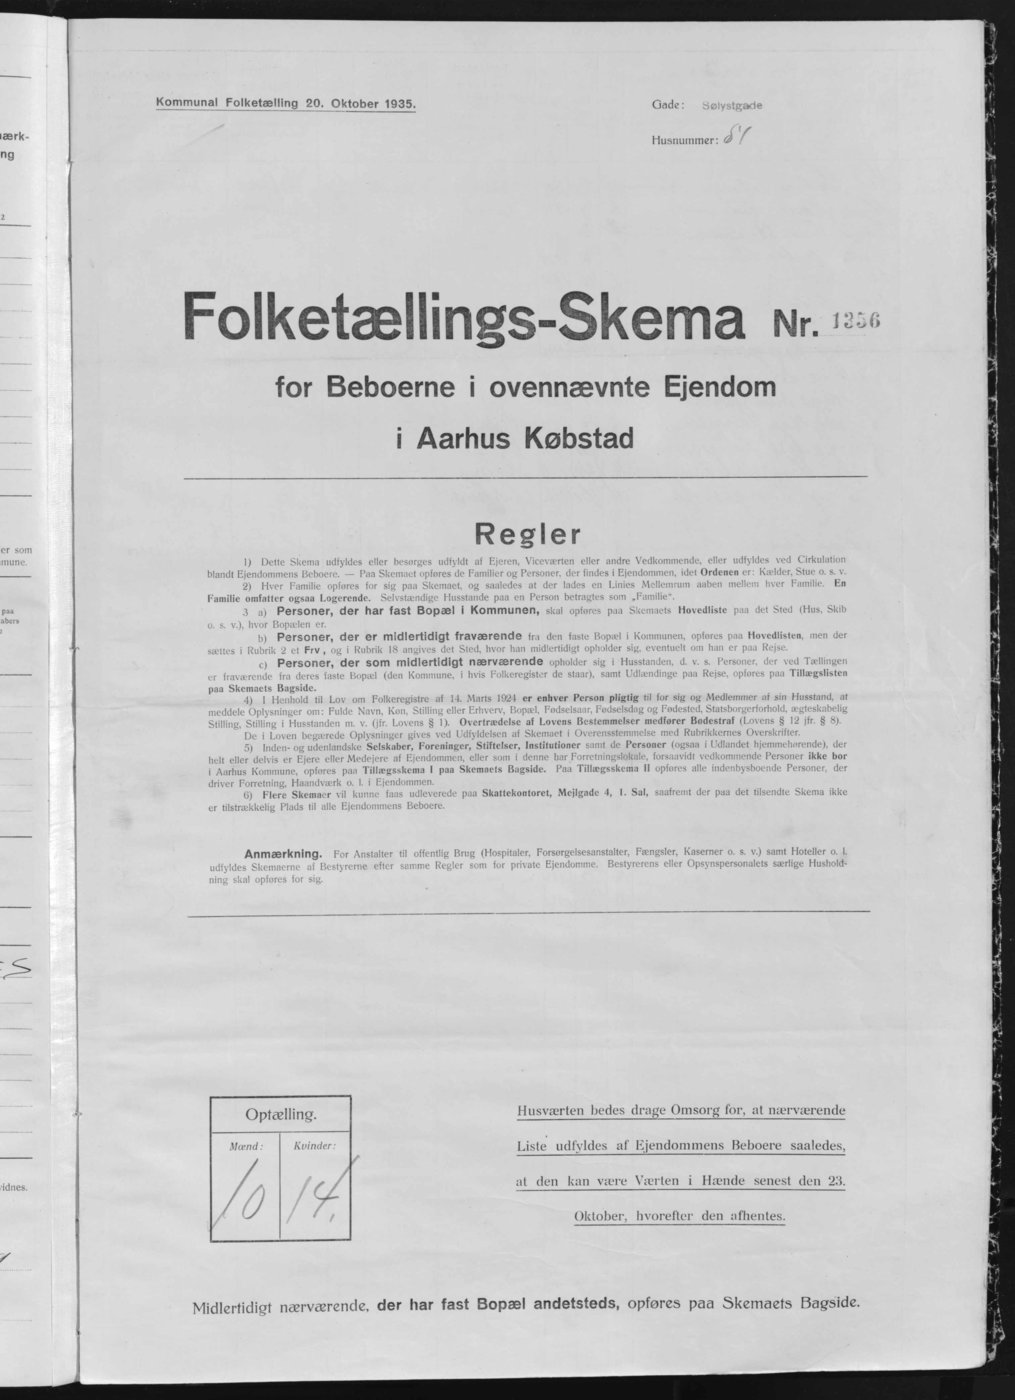 Kommunal Folketælling 20. Oktober 1935.
Gade: Sølystgade
Husnummer:
Folketællings-Skema Nr. 1356
for Beboerne i ovennævnte Ejendom
i Aarhus Købstad
Regler
1) Dette Skema udfyldes eller besørges udfyldt af Ejeren, Viceværten eller andre Vedkommende, eller udfyldes ved Cirkulation
blandt Ejendommens Beboere. — Paa Skemaet opføres de Familier og Personer, der findes i Ejendommen, idet Ordenen er: Kælder, Stue o. s. v.
2) Hver Familie opføres for sig paa Skemaet, og saaledes at der lades en Linies Mellemrum aaben mellem hver Familie. En
Familie omfatter ogsaa Logerende. Selvstændige Husstande paa en Person betragtes som „Familie".
3 a) Personer, der har fast Bopæl i Kommunen, skal opføres paa Skemaets Hovedliste paa det Sted (Hus, Skib
o. s. v.), hvor Bopælen er.
b) Personer, der er midlertidigt fraværende fra den faste Bopæl i Kommunen, opføres paa Hovedlisten, men der
sættes i Rubrik 2 et Frv, og i Rubrik 18 angives det Sted, hvor han midlertidigt opholder sig, eventuelt om han er paa Rejse.
c) Personer, der som midlertidigt nærværende opholder sig i Husstanden, d. v. s. Personer, der ved Tællingen
er fraværende fra deres faste Bopæl (den Kommune, i hvis Folkeregister de staar), samt Udlændinge paa Rejse, opføres paa Tillægslisten
paa Skemaets Bagside.
4) I Henhold til Lov om Folkeregistre af 14. Marts 1924 er enhver Person pligtig til for sig og Medlemmer af sin Husstand, at
meddele Oplysninger om: Fulde Navn, Køn, Stilling eller Erhverv, Bopæl, Fødselsaar, Fødselsdag og Fødested, Statsborgerforhold, ægteskabelig
Stilling, Stilling i Husstanden m. v. (jfr. Lovens § 1). Overtrædelse af Lovens Bestemmelser medfører Bødestraf (Lovens § 12 jfr. § 8).
De i Loven begærede Oplysninger gives ved Udfyldelsen af Skemaet i Overensstemmelse med Rubrikkernes Overskrifter.
5) Inden- og udenlandske Selskaber, Foreninger, Stiftelser, Institutioner samt de Personer (ogsaa i Udlandet hjemmehørende), der
helt eller delvis er Ejere eller Medejere af Ejendommen, eller som i denne har Forretningslokale, forsaavidt vedkommende Personer ikke bor
i Aarhus Kommune, opføres paa Tillægsskema I paa Skemaets Bagside. Paa Tillægsskema II opføres alle indenbysboende Personer, der
driver Forretning, Haandværk o. l. i Ejendommen.
6) Flere Skemaer vil kunne faas udleverede paa Skattekontoret, Mejlgade 4, 1. Sal, saafremt der paa det tilsendte Skema ikke
er tilstrækkelig Plads til alle Ejendommens Beboere.
Anmærkning. For Anstalter til offentlig Brug (Hospitaler, Forsørgelsesanstalter, Fængsler, Kaserner o. s. v.) samt Hoteller o. l.
udfyldes Skemaerne af Bestyrerne efter samme Regler som for private Ejendomme. Bestyrerens eller Opsynspersonalets særlige Hushold-
ning skal opføres for sig.
Optælling.
Mænd: Kvinder:
10 14
Husværten bedes drage Omsorg for, at nærværende
Liste udfyldes af Ejendommens Beboere saaledes,
at den kan være Værten i Hænde senest den 23.
Oktober, hvorefter den afhentes.
Midlertidigt nærværende, der har fast Bopæl andetsteds, opføres paa Skemaets Bagside.